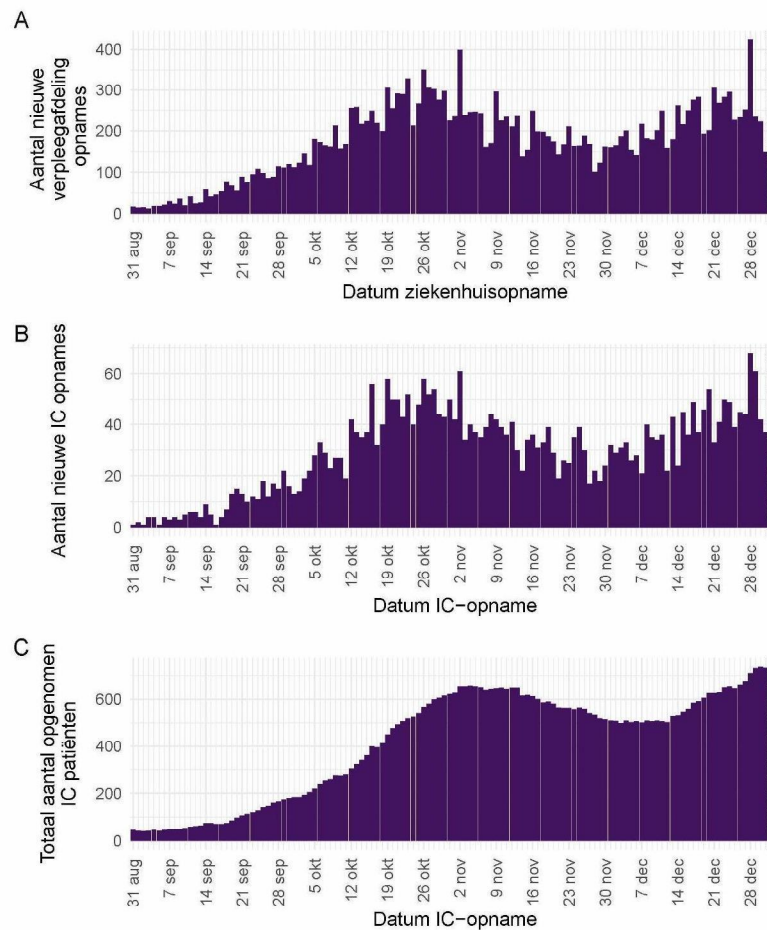 A
Aantal nieuwe
verpleegafdeling
opnames
400
300
200
100
0
31 aug
7 sep
14 sep
21 sep
28 sep
5 okt
12 okt
19 okt
26 okt
2 nov
9 nov
16 nov
23 nov
30 nov
7 dec
14 dec
21 dec
28 dec
Datum ziekenhuisopname
B
Aantal nieuwe IC opnames
60
40
20
0
31 aug
7 sep
14 sep
21 sep
28 sep
5 okt
12 okt
19 okt
26 okt
2 nov
9 nov
16 nov
23 nov
30 nov
7 dec
14 dec
21 dec
28 dec
Datum IC−opname
C
Totaal aantal opgenomen
IC patiënten
600
400
200
0
31 aug
7 sep
14 sep
21 sep
28 sep
5 okt
12 okt
19 okt
26 okt
2 nov
9 nov
16 nov
23 nov
30 nov
7 dec
14 dec
21 dec
28 dec
Datum IC−opname